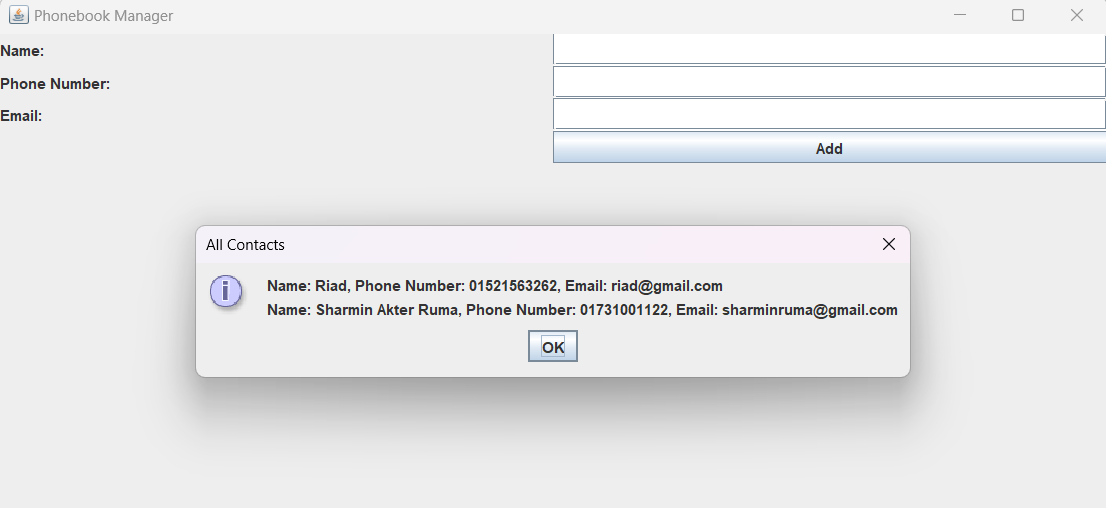 Phonebook Manager
Name:
Phone Number:
Email:
Add
All Contacts
Name: Riad, Phone Number: 01521563262, Email: riad@gmail.com
Name: Sharmin Akter Ruma, Phone Number: 01731001122, Email: sharminruma@gmail.com
OK